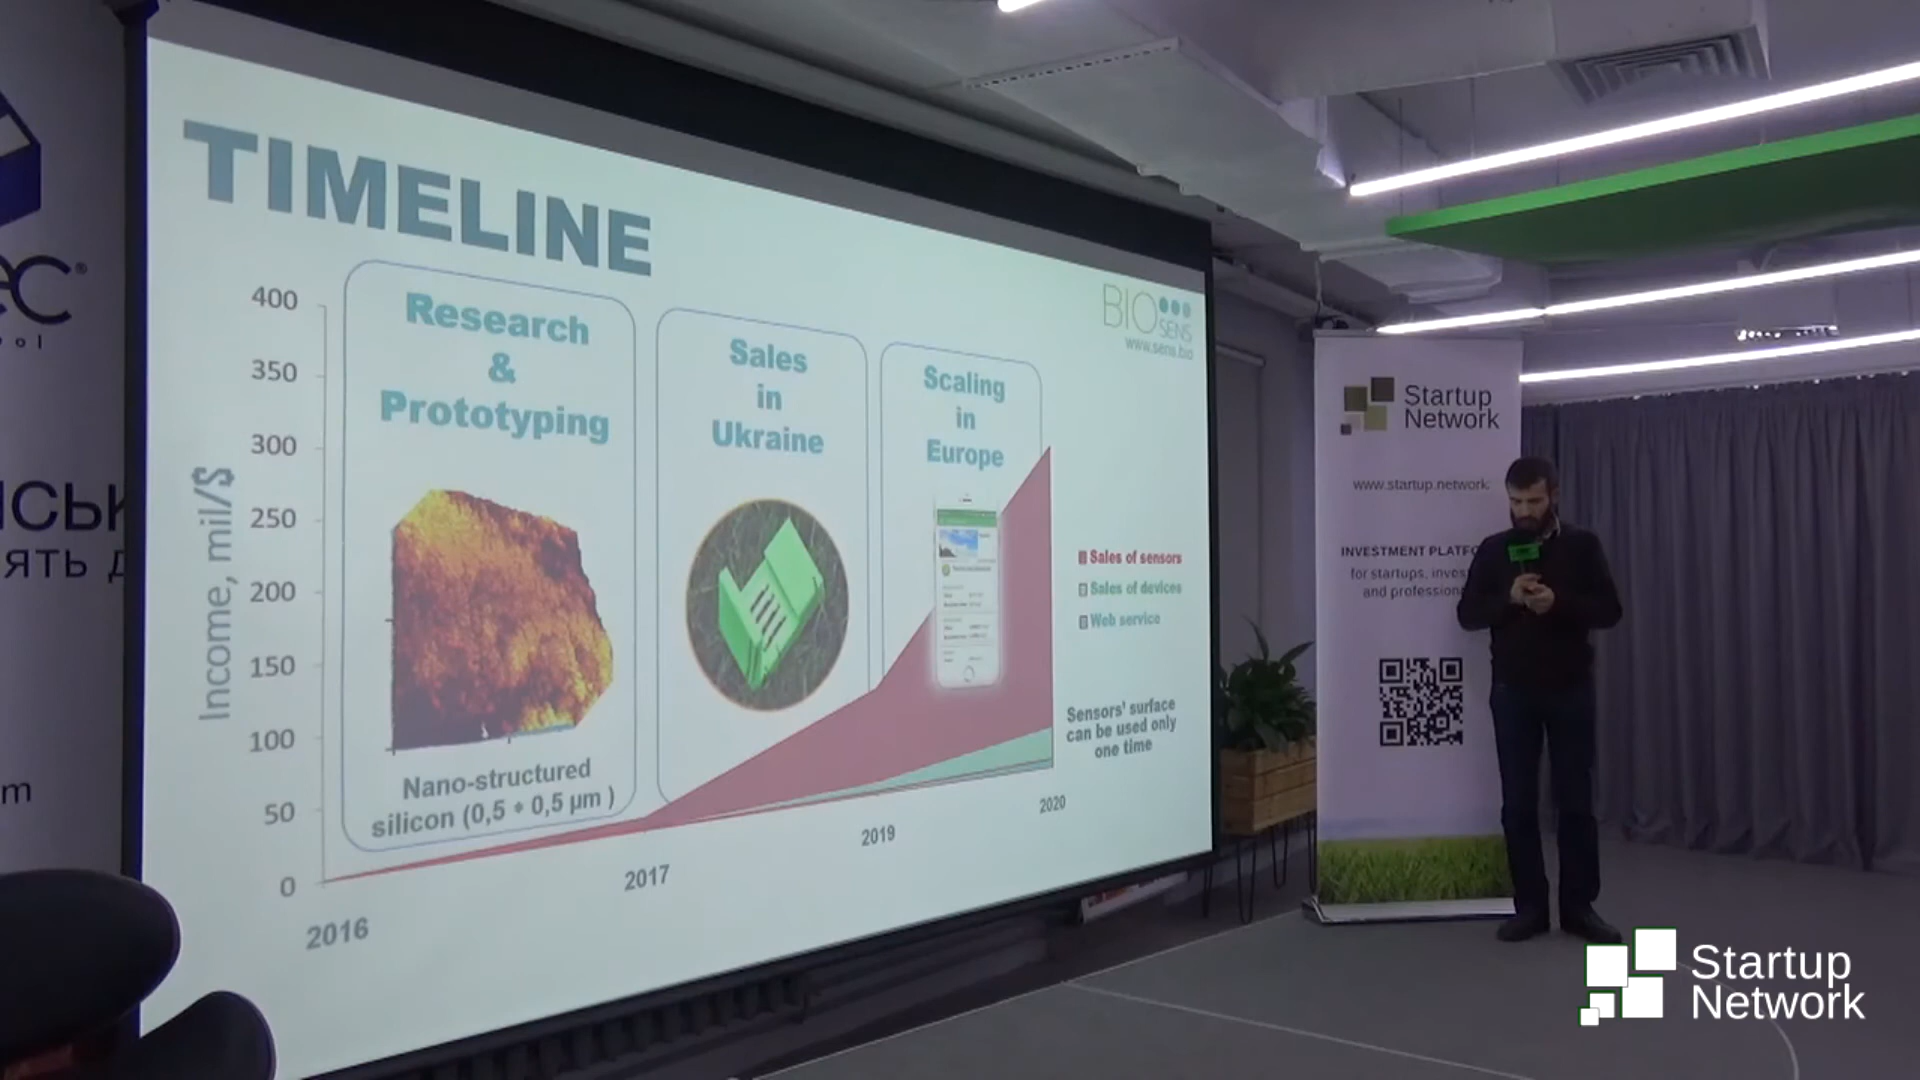 TIMELINE
BIO
SENS
www.sens.bio
Income, mil/$
400
350
300
250
200
150
100
50
0
Research
&
Prototyping
Nano-structured
silicon (0,5 * 0,5 µm )
Sales
in
Ukraine
Scaling
in
Europe
Sales of sensors
Sales of devices
Web service
Sensors' surface
can be used only
one time
2016
2017
2019
2020
Startup
Network
www.startup.network
INVESTMENT PLATFO
for startups, inves
and profession
Startup
Network